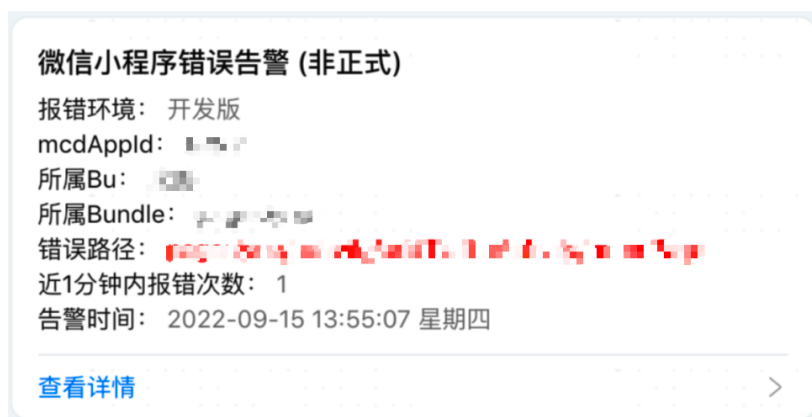 微信小程序错误告警 (非正式)
报错环境： 开发版
mcdAppId：
所属Bu：
所属Bundle：
错误路径：
近1分钟内报错次数： 1
告警时间： 2022-09-15 13:55:07 星期四
查看详情